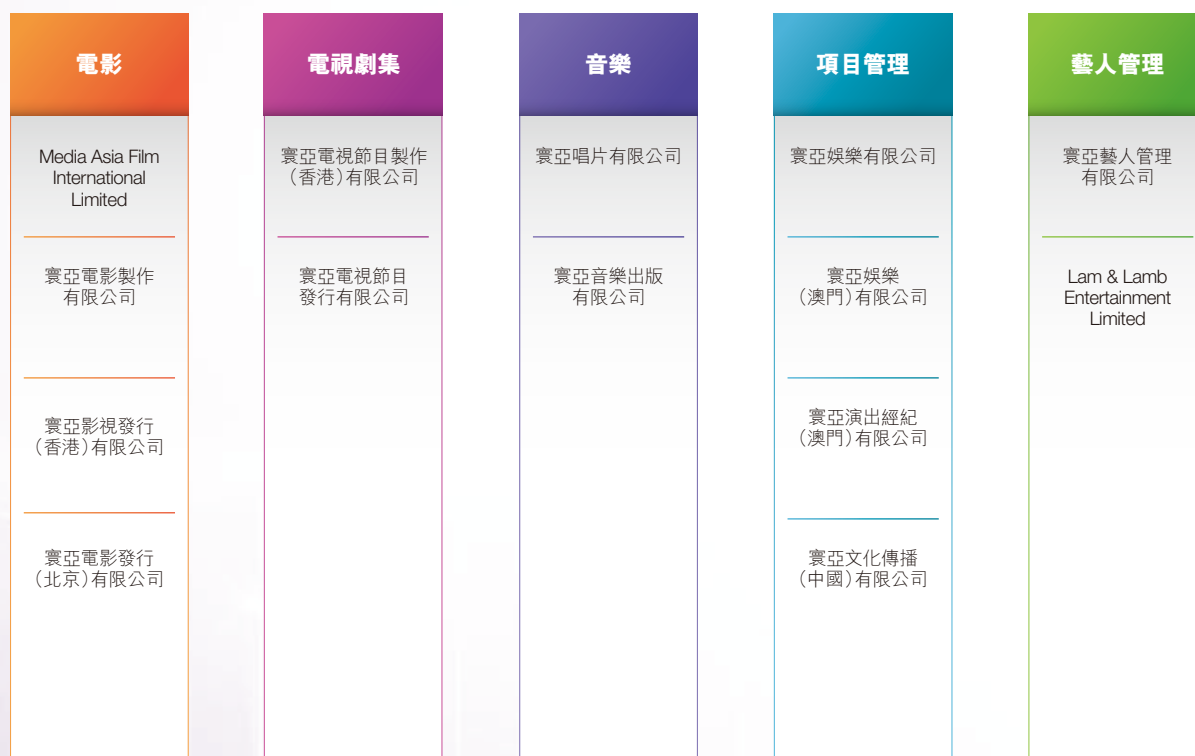 電影
Media Asia Film
International
Limited
寰亞電影製作
有限公司
寰亞影視發行
（香港）有限公司
寰亞電影發行
（北京）有限公司
電視劇集
寰亞電視節目製作
（香港）有限公司
寰亞電視節目
發行有限公司
音樂
寰亞唱片有限公司
寰亞音樂出版
有限公司
項目管理
寰亞娛樂有限公司
寰亞娛樂
（澳門）有限公司
寰亞演出經紀
（澳門）有限公司
寰亞文化傳播
（中國）有限公司
藝人管理
寰亞藝人管理
有限公司
Lam & Lamb
Entertainment
Limited